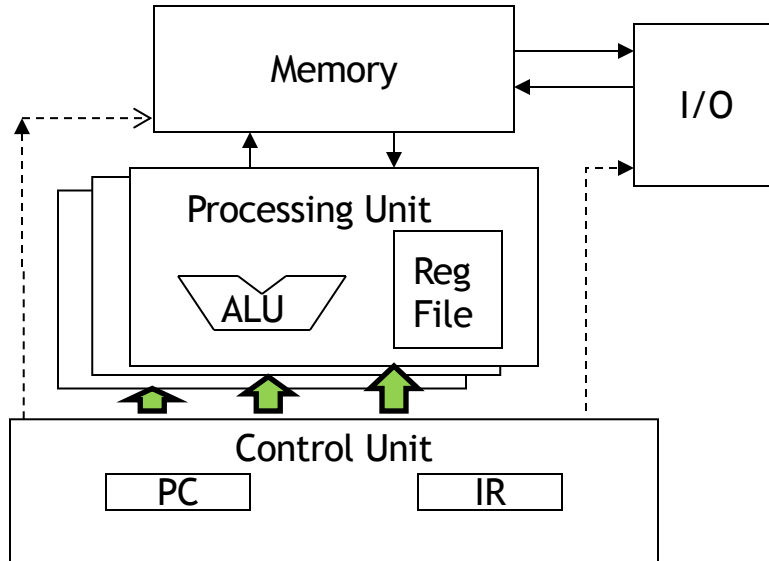 Memory
I/O
Processing Unit
ALU
Reg
File
Control Unit
PC
IR